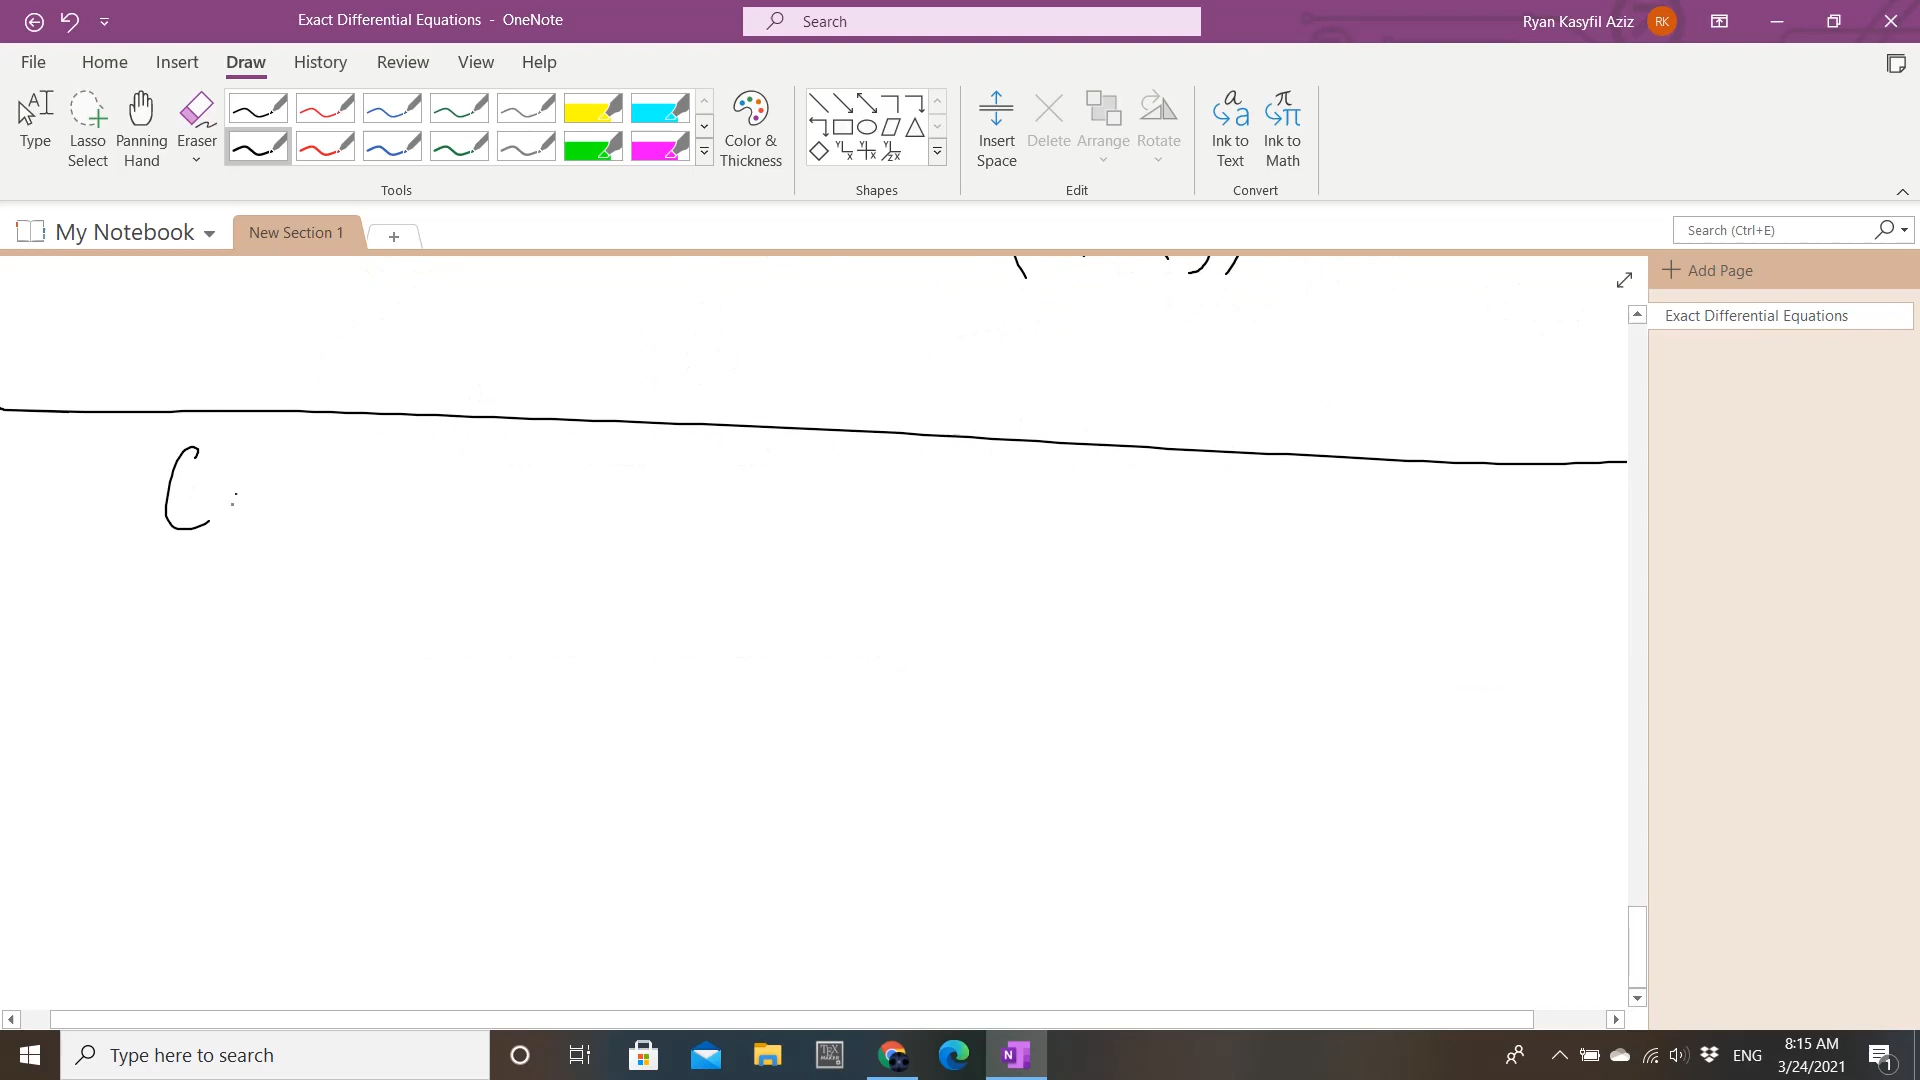 Exact Differential Equations - OneNote
Search
Ryan Kasyfil Aziz
RK
File Home Insert Draw History Review View Help
Type
Lasso Select
Panning Hand
Eraser
Color & Thickness
Insert Space
Delete
Arrange
Rotate
Ink to Text
Ink to Math
Tools
Shapes
Edit
Convert
My Notebook
New Section 1
Search (Ctrl+E)
Add Page
Exact Differential Equations
C
Type here to search
ENG
8:15 AM
3/24/2021
1